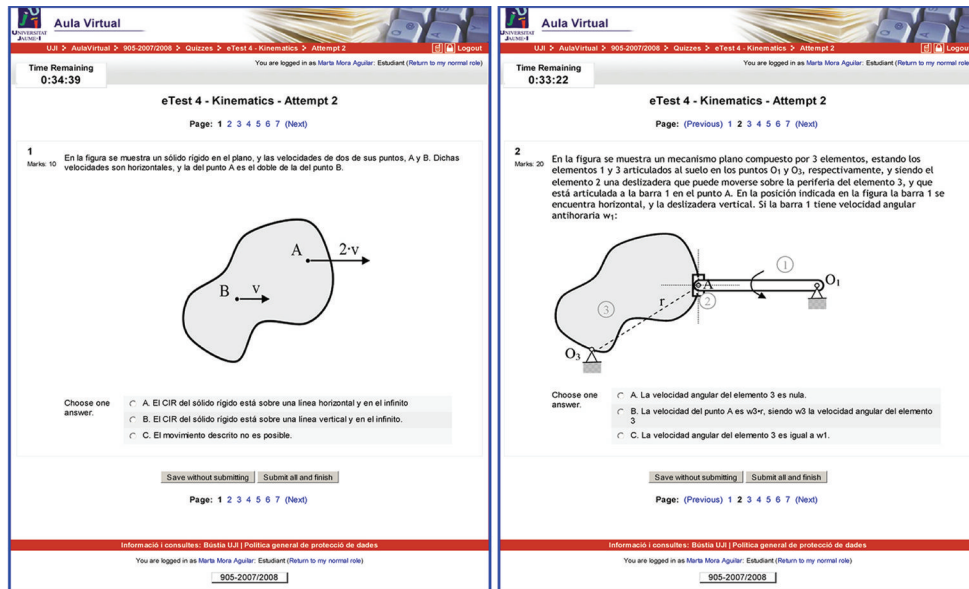 UNIVERSITAT
JAUME·I
Aula Virtual
UJI > AulaVirtual > 905-2007/2008 > Quizzes > eTest 4 - Kinematics > Attempt 2
Logout
Time Remaining
0:34:39
You are logged in as Marta Mora Aguilar: Estudiant (Return to my normal role)
eTest 4 - Kinematics - Attempt 2
Page: 1 2 3 4 5 6 7 (Next)
1
Marks: 10
En la figura se muestra un sólido rígido en el plano, y las velocidades de dos de sus puntos, A y B. Dichas
velocidades son horizontales, y la del punto A es el doble de la del punto B.
A
2·v
B
v
Choose one
answer.
A. El CIR del sólido rígido está sobre una línea horizontal y en el infinito
B. El CIR del sólido rígido está sobre una línea vertical y en el infinito.
C. El movimiento descrito no es posible.
Save without submitting
Submit all and finish
Page: 1 2 3 4 5 6 7 (Next)
Informació i consultes: Bústia UJI | Política general de protecció de dades
You are logged in as Marta Mora Aguilar: Estudiant (Return to my normal role)
905-2007/2008
UNIVERSITAT
JAUME·I
Aula Virtual
UJI > AulaVirtual > 905-2007/2008 > Quizzes > eTest 4 - Kinematics > Attempt 2
Logout
Time Remaining
0:33:22
You are logged in as Marta Mora Aguilar: Estudiant (Return to my normal role)
eTest 4 - Kinematics - Attempt 2
Page: (Previous) 1 2 3 4 5 6 7 (Next)
2
Marks: 20
En la figura se muestra un mecanismo plano compuesto por 3 elementos, estando los
elementos 1 y 3 articulados al suelo en los puntos O1 y O3, respectivamente, y siendo el
elemento 2 una deslizadera que puede moverse sobre la periferia del elemento 3, y que
está articulada a la barra 1 en el punto A. En la posición indicada en la figura la barra 1 se
encuentra horizontal, y la deslizadera vertical. Si la barra 1 tiene velocidad angular
antihoraria w1:
1
O1
A
2
r
3
O3
Choose one
answer.
A. La velocidad angular del elemento 3 es nula.
B. La velocidad del punto A es w3•r, siendo w3 la velocidad angular del elemento
3
C. La velocidad angular del elemento 3 es igual a w1.
Save without submitting
Submit all and finish
Page: (Previous) 1 2 3 4 5 6 7 (Next)
Informació i consultes: Bústia UJI | Política general de protecció de dades
You are logged in as Marta Mora Aguilar: Estudiant (Return to my normal role)
905-2007/2008